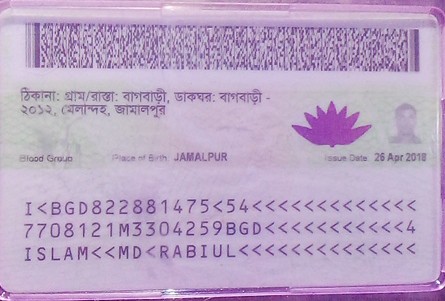 ঠিকানা: গ্রাম/রাস্তা: বাগবাড়ী, ডাকঘর: বাগবাড়ী -
২০১২, মেলান্দহ, জামালপুর
Blood Group Place of Birth JAMALPUR Issue Date 26 Apr 2018
I<BGD822881475<54<<<<<<<<<<<<<
7708121M3304259BGD<<<<<<<<<<<4
ISLAM<<MD<RABIUL<<<<<<<<<<<<<<